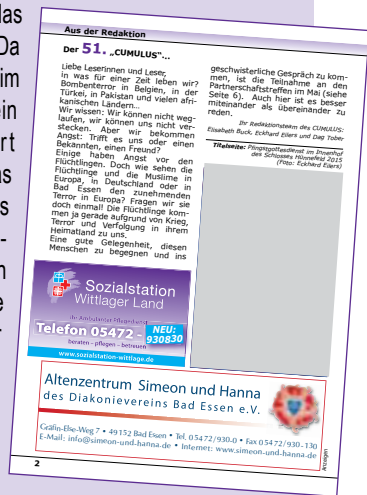 das
Da
im
ein
rt
as
s
-
n
e
r
Aus der Redaktion
Der 51. „CUMULUS“...
Liebe Leserinnen und Leser,
in was für einer Zeit leben wir?
Bombenterror in Belgien, in der
Türkei, in Pakistan und vielen afri-
kanischen Ländern...
Wir wissen: Wir können nicht weg-
laufen, wir können uns nicht ver-
stecken. Aber wir bekommen
Angst: Trifft es uns oder einen
Bekannten, einen Freund?
Einige haben Angst vor den
Flüchtlingen. Doch wie sehen die
Flüchtlinge und die Muslime in
Europa, in Deutschland oder in
Bad Essen den zunehmenden
Terror in Europa? Fragen wir sie
doch einmal! Die Flüchtlinge kom-
men ja gerade aufgrund von Krieg,
Terror und Verfolgung in ihrem
Heimatland zu uns.
Eine gute Gelegenheit, diesen
Menschen zu begegnen und ins
geschwisterliche Gespräch zu kom-
men, ist die Teilnahme an den
Partnerschaftstreffen im Mai (siehe
Seite 6). Auch hier ist es besser
miteinander als übereinander zu
reden.
Ihr Redaktionsteam des CUMULUS:
Elisabeth Buck, Eckhard Eilers und Dag Tober
Titelseite: Pfingstgottesdienst im Innenhof
des Schlosses Hünnefeld 2015
(Foto: Eckhard Eilers)
Sozialstation
Wittlager Land
Ihr Ambulanter Pflegedienst
Telefon 05472 - NEU: 930830
beraten - pflegen - betreuen
www.sozialstation-wittlage.de
Altenzentrum Simeon und Hanna
des Diakonievereins Bad Essen e.V.
Gräfin-Else-Weg 7 • 49152 Bad Essen • Tel. 05472/930-0 • Fax 05472/930-130
E-Mail: info@simeon-und-hanna.de • Internet: www.simeon-und-hanna.de
Anzeigen
2